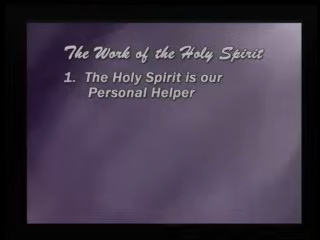 The Work of the Holy Spirit
1. The Holy Spirit is our
Personal Helper